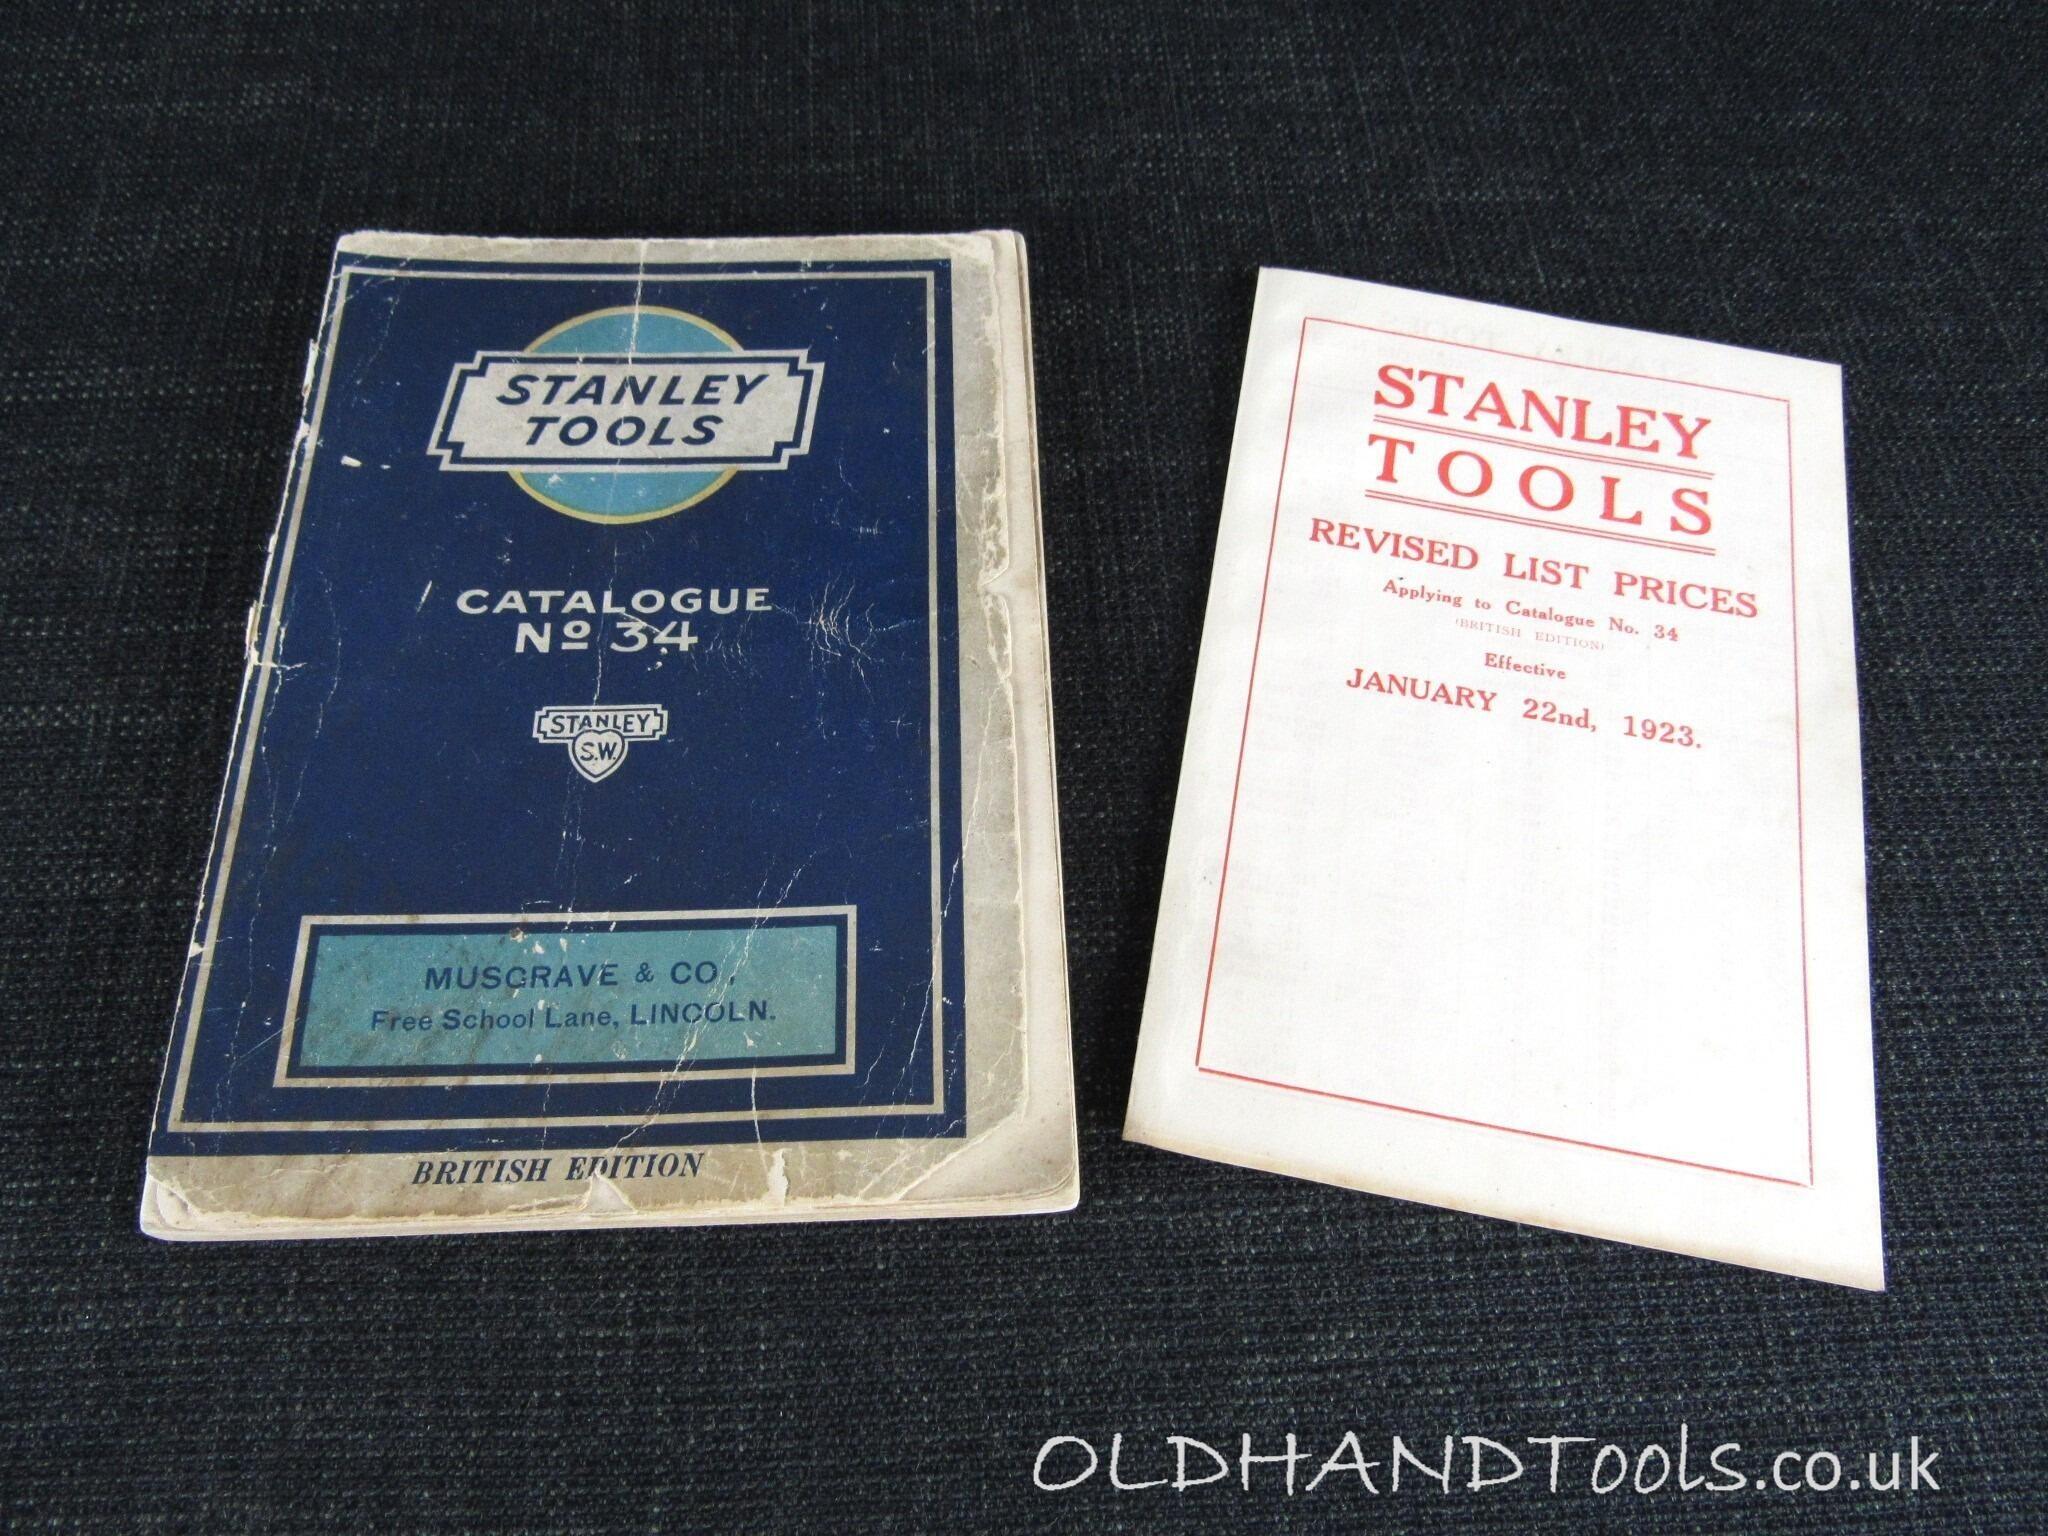 STANLEY
TOOLS
CATALOGUE
Nº 34
STANLEY
S.W.
MUSGRAVE & CO.,
Free School Lane, LINCOLN.
BRITISH EDITION
STANLEY
TOOLS
REVISED LIST PRICES
Applying to Catalogue No. 34
(BRITISH EDITION)
Effective
JANUARY 22nd, 1923.
OLDHANDTools.co.uk